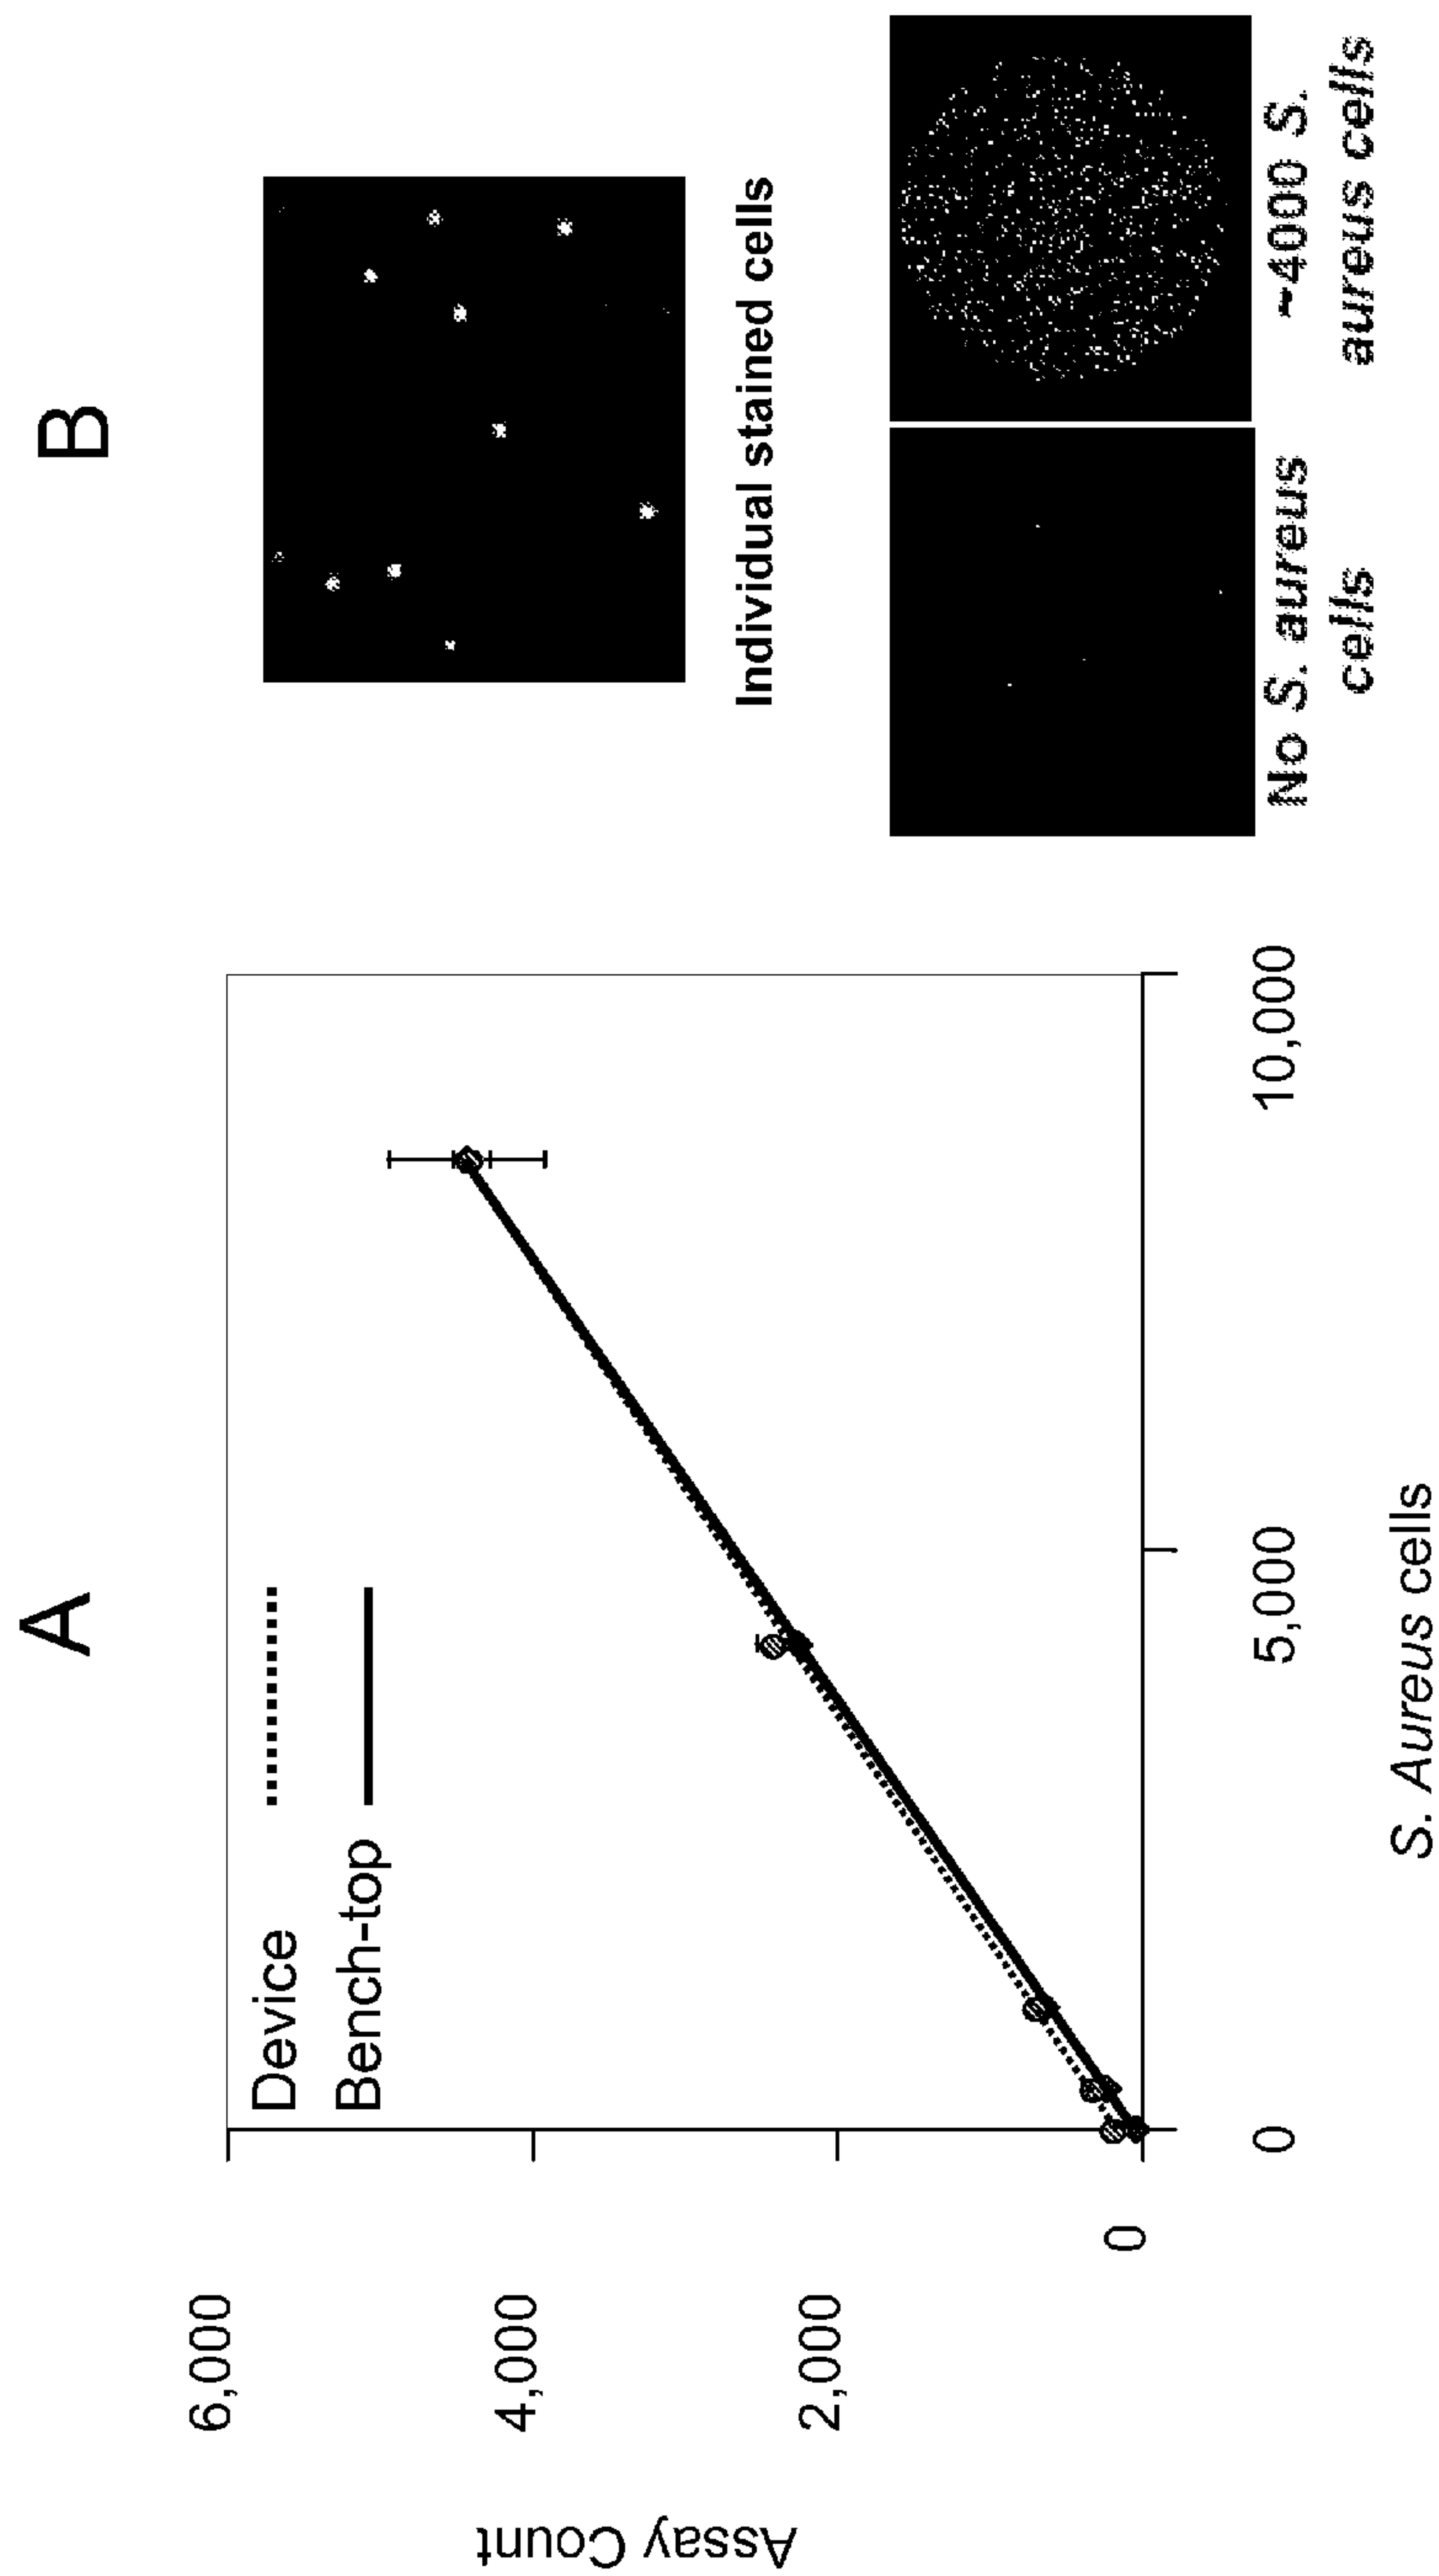 A
Device
Bench-top
6,000
4,000
2,000
0
Assay Count
0
5,000
10,000
S. Aureus cells
B
Individual stained cells
No S. aureus
cells
~4000 S.
aureus cells